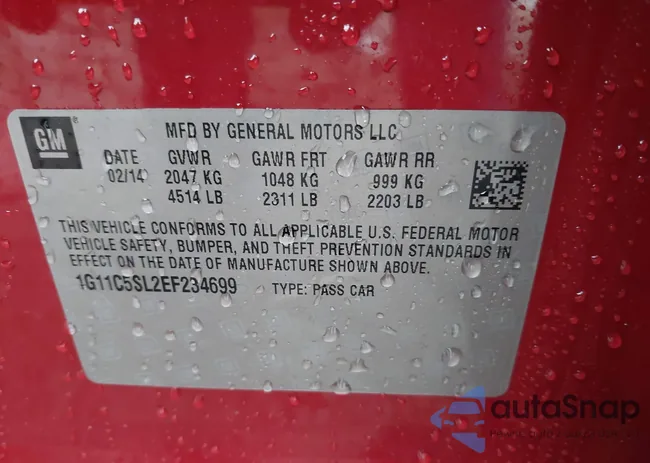 GM
MFD BY GENERAL MOTORS LLC
DATE GVWR GAWR FRT GAWR RR
02/14 2047 KG 1048 KG 999 KG
4514 LB 2311 LB 2203 LB
THIS VEHICLE CONFORMS TO ALL APPLICABLE U.S. FEDERAL MOTOR
VEHICLE SAFETY, BUMPER, AND THEFT PREVENTION STANDARDS IN
EFFECT ON THE DATE OF MANUFACTURE SHOWN ABOVE.
1G11C5SL2EF234699 TYPE: PASS CAR
autoSnap